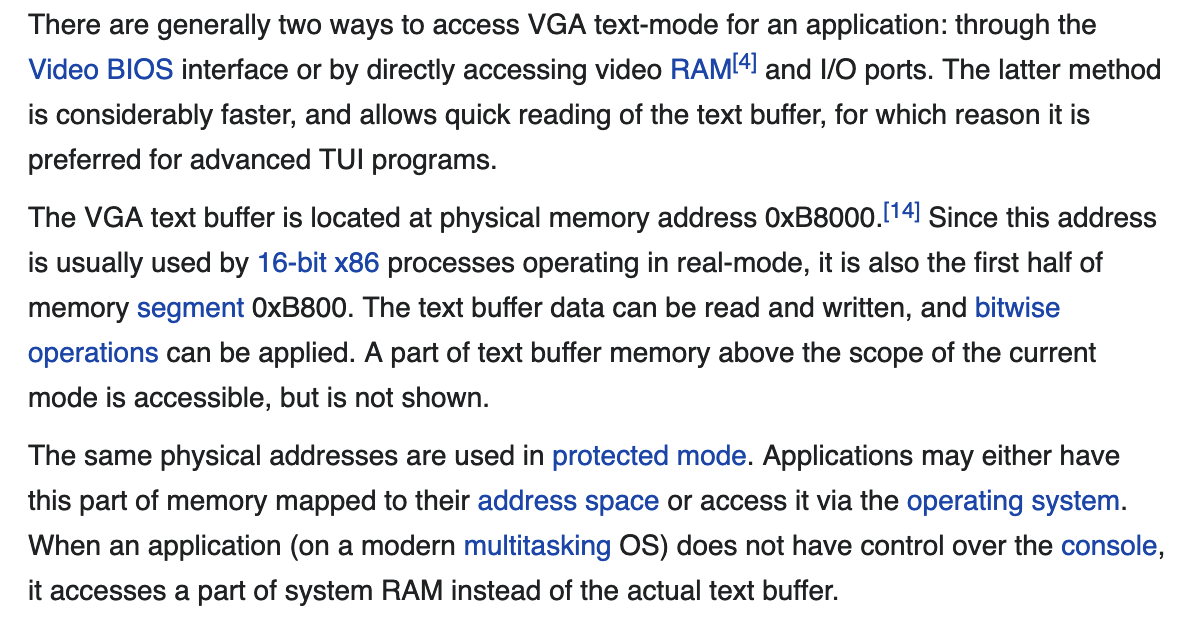 There are generally two ways to access VGA text-mode for an application: through the
Video BIOS interface or by directly accessing video RAM[4] and I/O ports. The latter method
is considerably faster, and allows quick reading of the text buffer, for which reason it is
preferred for advanced TUI programs.
The VGA text buffer is located at physical memory address 0xB8000.[14] Since this address
is usually used by 16-bit x86 processes operating in real-mode, it is also the first half of
memory segment 0xB800. The text buffer data can be read and written, and bitwise
operations can be applied. A part of text buffer memory above the scope of the current
mode is accessible, but is not shown.
The same physical addresses are used in protected mode. Applications may either have
this part of memory mapped to their address space or access it via the operating system.
When an application (on a modern multitasking OS) does not have control over the console,
it accesses a part of system RAM instead of the actual text buffer.